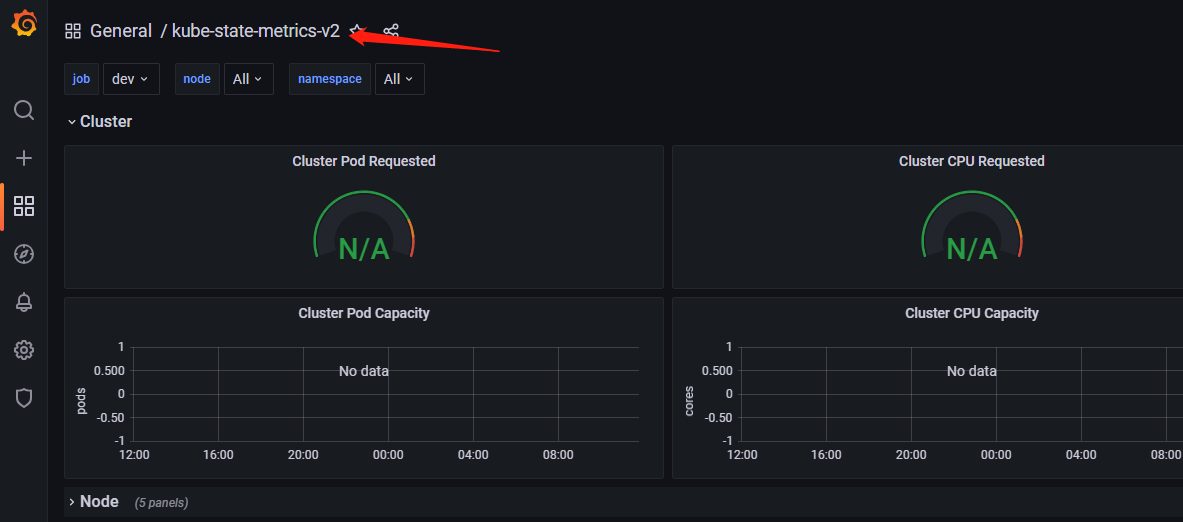 General / kube-state-metrics-v2
job dev node All namespace All
Cluster
Cluster Pod Requested
N/A
Cluster CPU Requested
N/A
Cluster Pod Capacity
pods
1
0.500
0
-0.50
-1
No data
12:00 16:00 20:00 00:00 04:00 08:00
Cluster CPU Capacity
cores
1
0.500
0
-0.50
-1
No data
12:00 16:00 20:00 00:00 04:00 08:00
Node (5 panels)